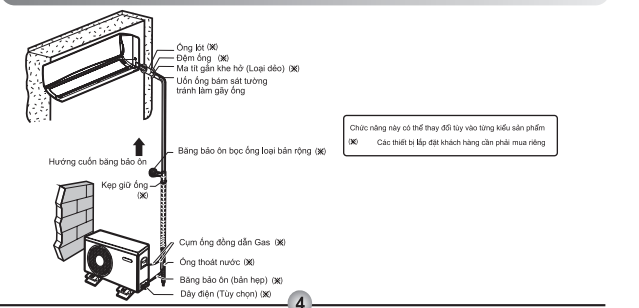 Ống lót (※)
Đệm ống (※)
Ma tít gắn khe hở (Loại dẻo) (※)
Uốn ống bám sát tường
tránh làm gãy ống
Chức năng này có thể thay đổi tùy vào từng kiểu sản phẩm
(※) Các thiết bị lắp đặt khách hàng cần phải mua riêng
Băng bảo ôn bọc ống loại bản rộng (※)
Hướng cuốn băng bảo ôn
Kẹp giữ ống
(※)
Cụm ống đồng dẫn Gas (※)
Ống thoát nước (※)
Băng bảo ôn (bản hẹp) (※)
Dây điện (Tùy chọn) (※)
4